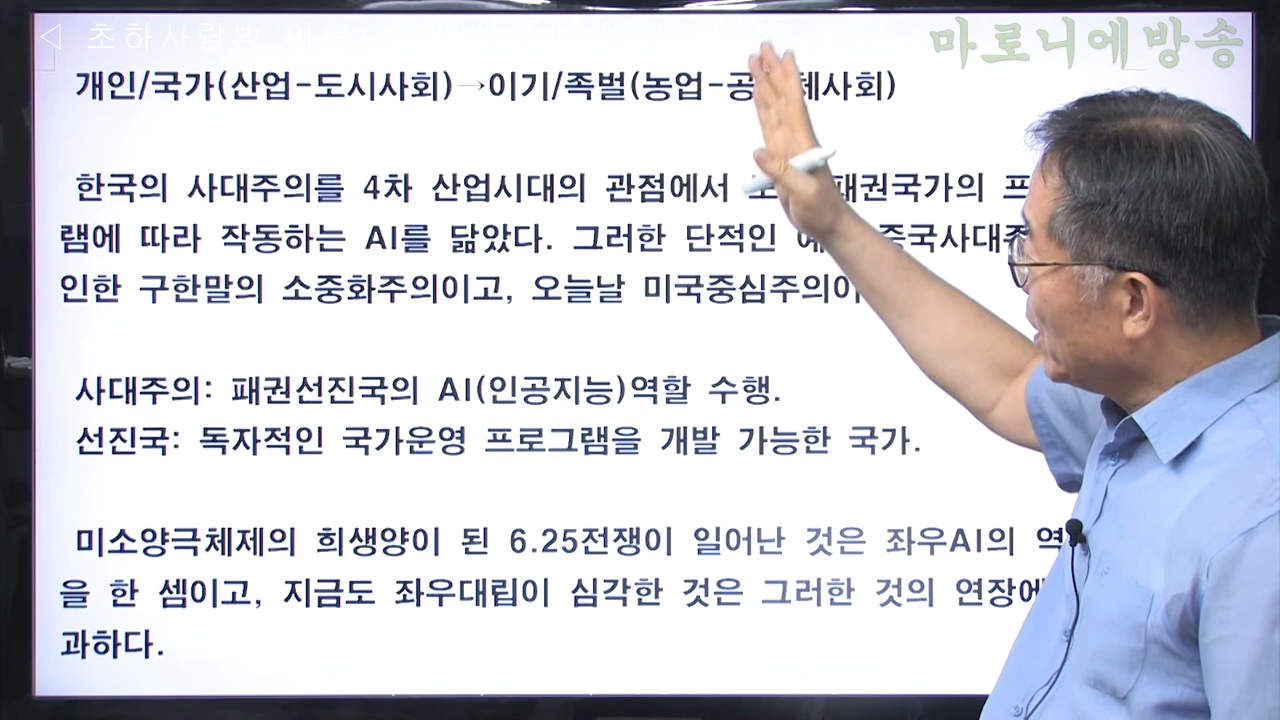 초하사랑방
마로니에방송
개인/국가(산업-도시사회)→이기/족벌(농업-공 체사회)
한국의 사대주의를 4차 산업시대의 관점에서 패권국가의
램에 따라 작동하는 AI를 닮았다. 그러한 단적인
인한 구한말의 소중화주의이고, 오늘날 미국중심주의이
사대주의: 패권선진국의 AI(인공지능)역할 수행.
선진국: 독자적인 국가운영 프로그램을 개발 가능한 국가.
미소양극체제의 희생양이 된 6.25전쟁이 일어난 것은 좌우AI의 역
을 한 셈이고, 지금도 좌우대립이 심각한 것은 그러한 것의 연장에
과하다.